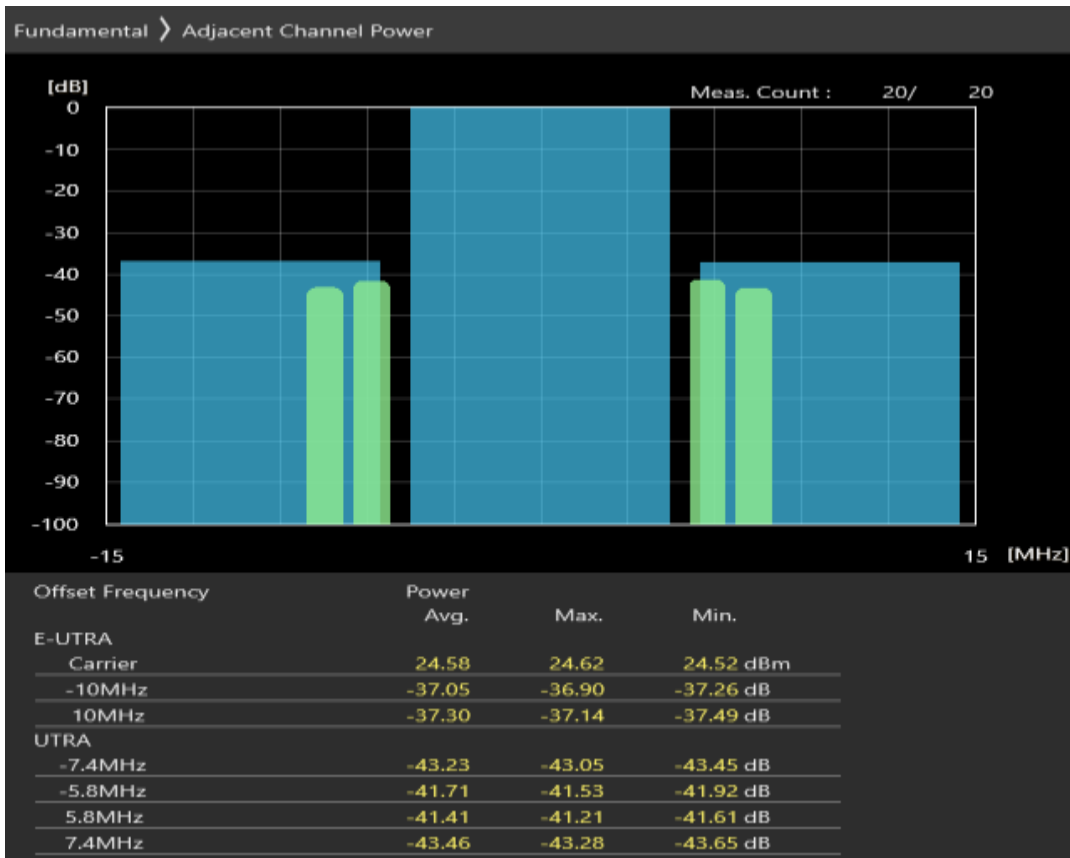 Fundamental ❯ Adjacent Channel Power
[dB]
Meas. Count : 20/ 20
0
-10
-20
-30
-40
-50
-60
-70
-80
-90
-100
-15 15 [MHz]
Offset Frequency Power
Avg. Max. Min.
E-UTRA
Carrier 24.58 24.62 24.52 dBm
-10MHz -37.05 -36.90 -37.26 dB
10MHz -37.30 -37.14 -37.49 dB
UTRA
-7.4MHz -43.23 -43.05 -43.45 dB
-5.8MHz -41.71 -41.53 -41.92 dB
5.8MHz -41.41 -41.21 -41.61 dB
7.4MHz -43.46 -43.28 -43.65 dB